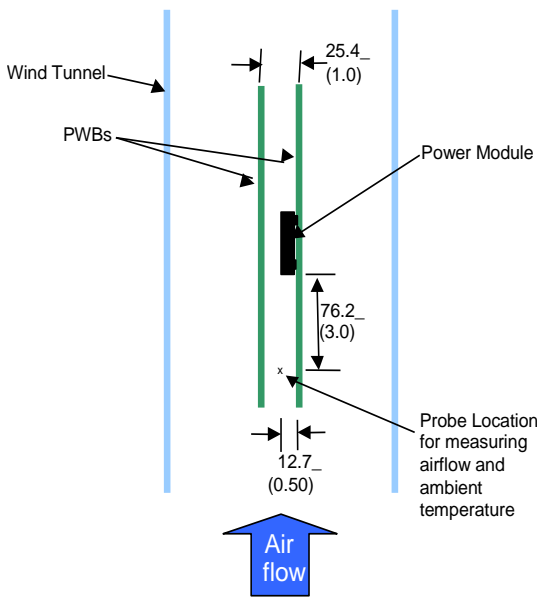 25.4_
(1.0)
Wind Tunnel
PWBs
Power Module
76.2_
(3.0)
x
Probe Location
for measuring
airflow and
ambient
temperature
12.7_
(0.50)
Air
flow